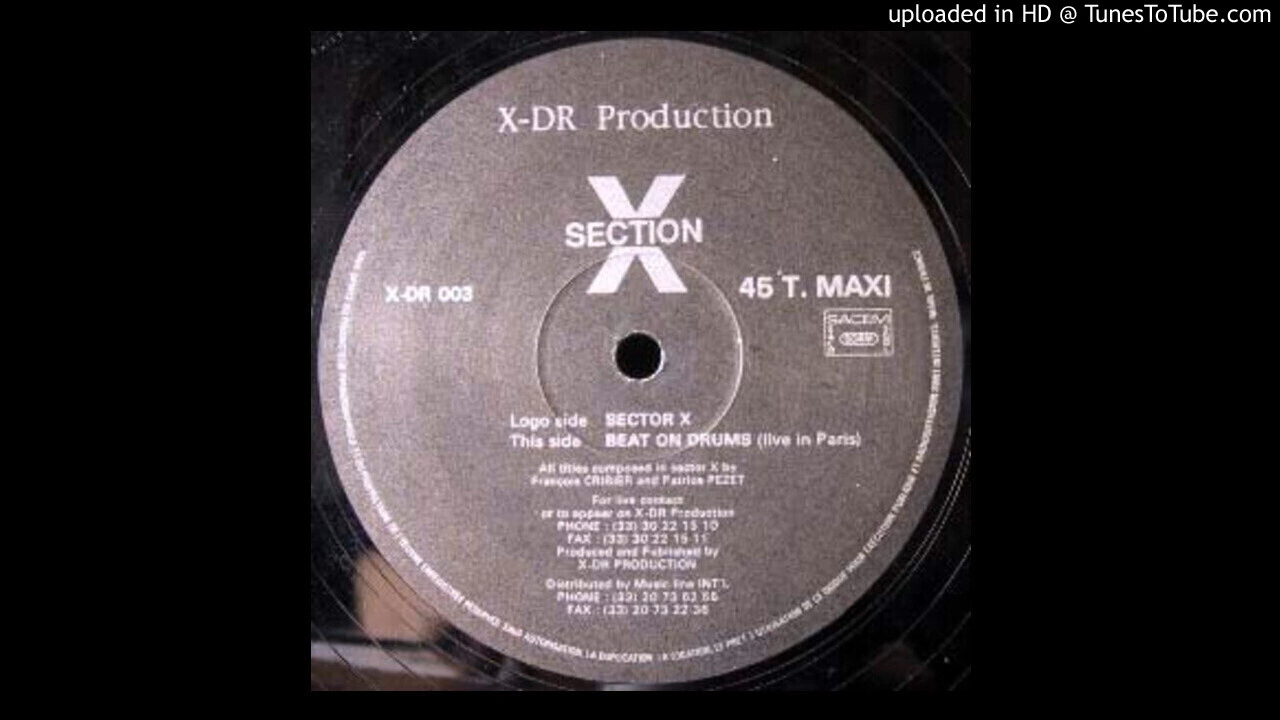 uploaded in HD @ TunesToTube.com
X-DR Production
X
SECTION
X-DR 003
45 T. MAXI
SACEM
Logo side SECTOR X
This side BEAT ON DRUMS (live in Paris)
All titles composed in sector X by
François CRIBIER and Patrice PEZET
For live contact
or to appear on X-DR Production
PHONE : (33) 30 22 15 10
FAX : (33) 30 22 15 11
Produced and Published by
X-DR PRODUCTION
Distributed by Music line INT'L
PHONE : (33) 20 73
FAX : (33) 20 73 22 36